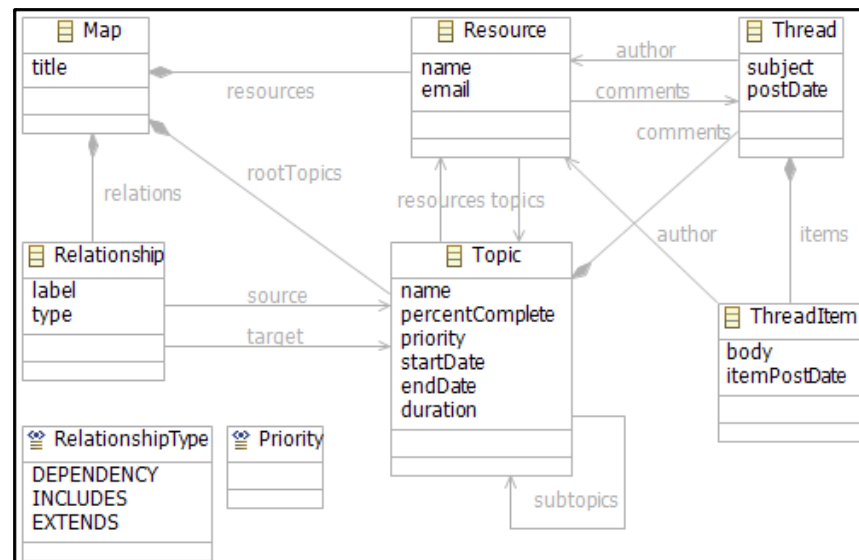 Map
title
Resource
name
email
Thread
subject
postDate
author
comments
resources
comments
rootTopics
relations
resources topics
author
items
Relationship
label
type
source
target
Topic
name
percentComplete
priority
startDate
endDate
duration
ThreadItem
body
itemPostDate
RelationshipType
DEPENDENCY
INCLUDES
EXTENDS
Priority
subtopics